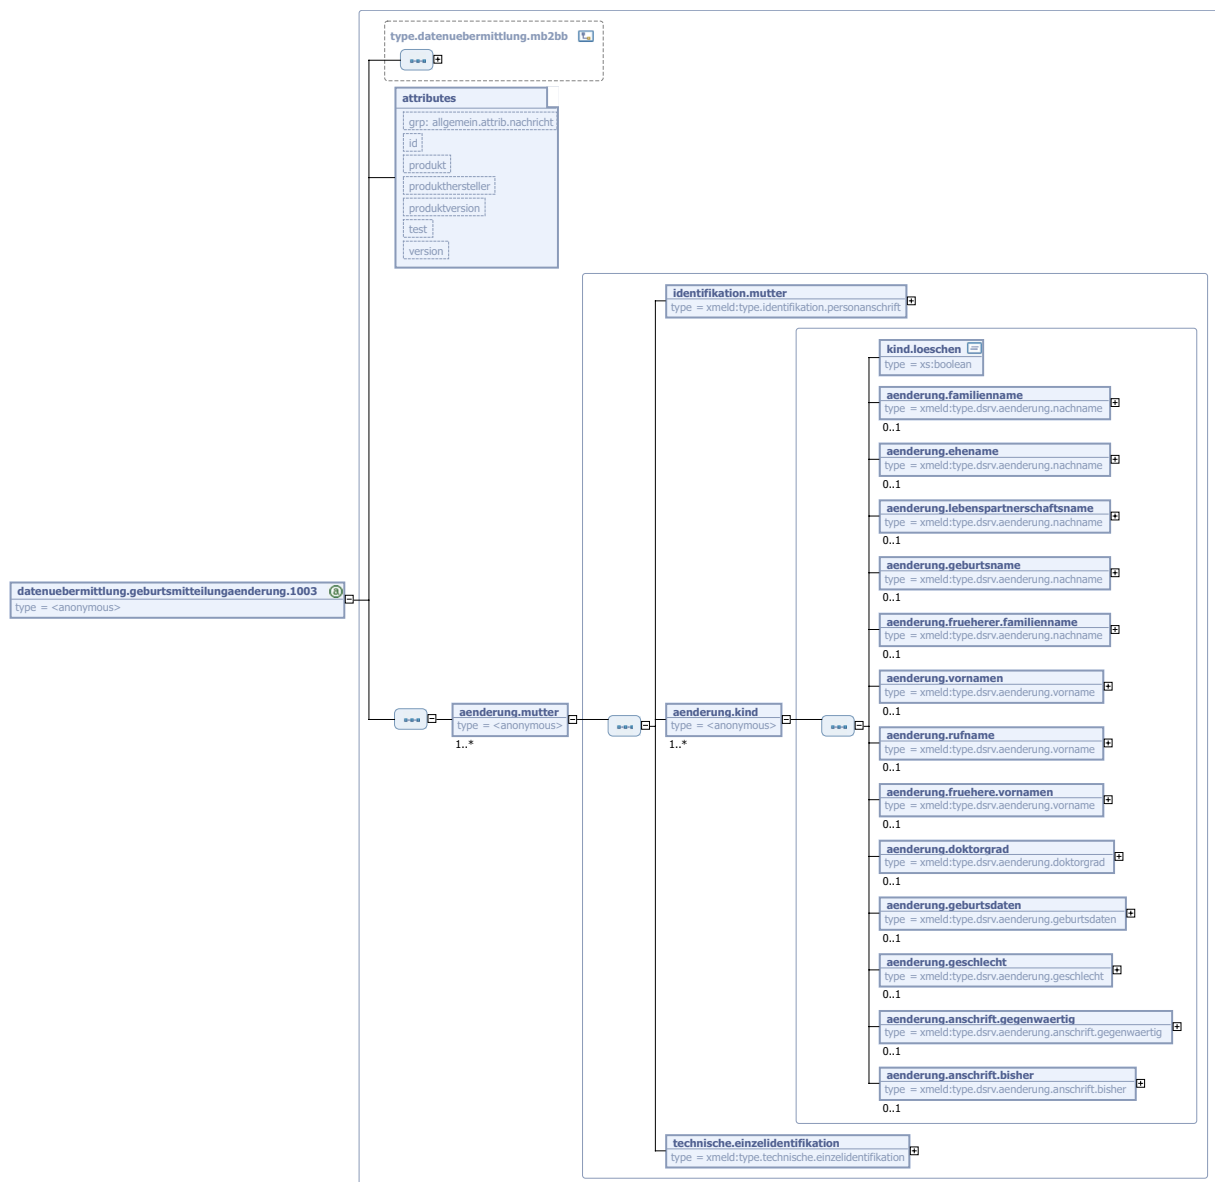 type.datenuebermittlung.mb2bb
attributes
grp: allgemein.attrib.nachricht
id
produkt
produkthersteller
produktversion
test
version
identifikation.mutter
type = xmeld:type.identifikation.personanschrift
kind.loeschen
type = xs:boolean
aenderung.familienname
type = xmeld:type.dsrv.aenderung.nachname
0..1
aenderung.ehename
type = xmeld:type.dsrv.aenderung.nachname
0..1
aenderung.lebenspartnerschaftsname
type = xmeld:type.dsrv.aenderung.nachname
0..1
aenderung.geburtsname
type = xmeld:type.dsrv.aenderung.nachname
0..1
datenuebermittlung.geburtsmitteilungaenderung.1003 a
type = <anonymous>
aenderung.frueherer.familienname
type = xmeld:type.dsrv.aenderung.nachname
0..1
aenderung.vornamen
type = xmeld:type.dsrv.aenderung.vorname
0..1
aenderung.mutter
type = <anonymous>
1..*
aenderung.kind
type = <anonymous>
1..*
aenderung.rufname
type = xmeld:type.dsrv.aenderung.vorname
0..1
aenderung.fruehere.vornamen
type = xmeld:type.dsrv.aenderung.vorname
0..1
aenderung.doktorgrad
type = xmeld:type.dsrv.aenderung.doktorgrad
0..1
aenderung.geburtsdaten
type = xmeld:type.dsrv.aenderung.geburtsdaten
0..1
aenderung.geschlecht
type = xmeld:type.dsrv.aenderung.geschlecht
0..1
aenderung.anschrift.gegenwaertig
type = xmeld:type.dsrv.aenderung.anschrift.gegenwaertig
0..1
aenderung.anschrift.bisher
type = xmeld:type.dsrv.aenderung.anschrift.bisher
0..1
technische.einzelidentifikation
type = xmeld:type.technische.einzelidentifikation